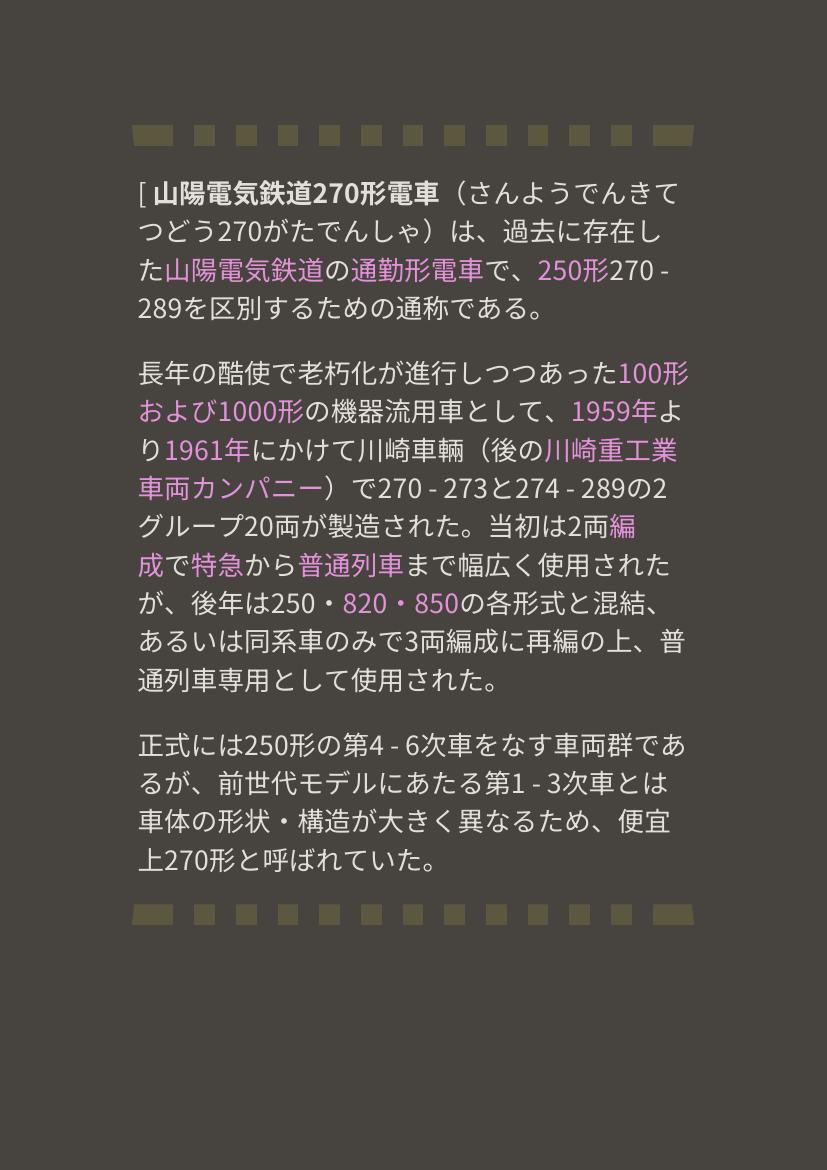 [ 山陽電気鉄道270形電車（さんようでんきて
つどう270がたでんしゃ）は、過去に存在し
た山陽電気鉄道の通勤形電車で、250形270 -
289を区別するための通称である。
長年の酷使で老朽化が進行しつつあった100形
および1000形の機器流用車として、1959年よ
り1961年にかけて川崎車輛（後の川崎重工業
車両カンパニー）で270 - 273と274 - 289の2
グループ20両が製造された。当初は2両編
成で特急から普通列車まで幅広く使用された
が、後年は250・820・850の各形式と混結、
あるいは同系車のみで3両編成に再編の上、普
通列車専用として使用された。
正式には250形の第4 - 6次車をなす車両群であ
るが、前世代モデルにあたる第1 - 3次車とは
車体の形状・構造が大きく異なるため、便宜
上270形と呼ばれていた。